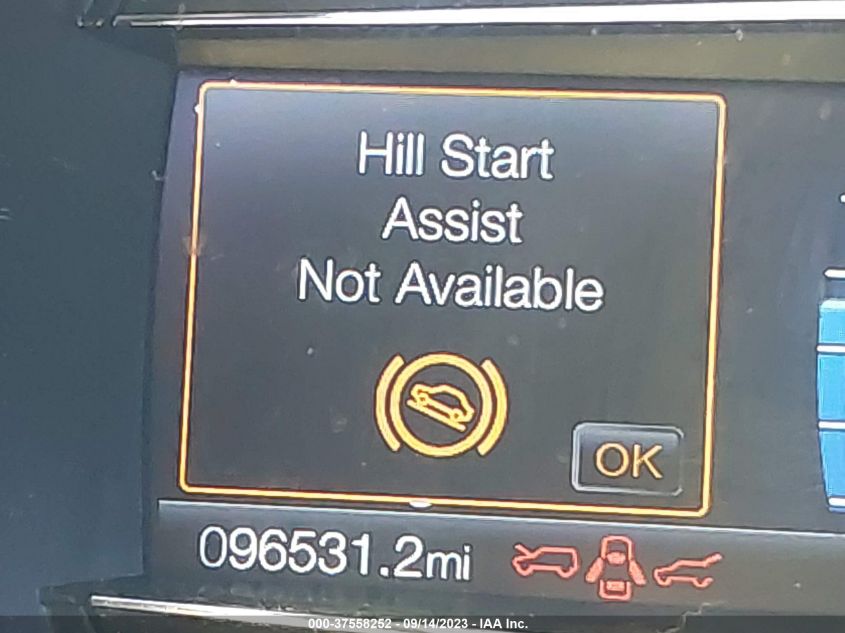 Hill Start
Assist
Not Available
OK
096531.2mi
000-37558252 - 09/14/2023 - IAA Inc.